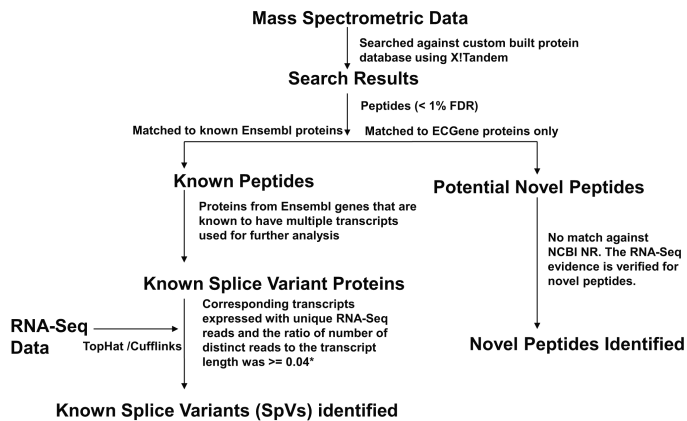 Mass Spectrometric Data
Searched against custom built protein
database using X!Tandem
Search Results
Peptides (< 1% FDR)
Matched to known Ensembl proteins
Matched to ECGene proteins only
Known Peptides
Potential Novel Peptides
Proteins from Ensembl genes that are
known to have multiple transcripts
used for further analysis
No match against
NCBI NR. The RNA-Seq
evidence is verified for
novel peptides.
Known Splice Variant Proteins
Corresponding transcripts
expressed with unique RNA-Seq
reads and the ratio of number of
distinct reads to the transcript
length was >= 0.04*
RNA-Seq
Data
TopHat /Cufflinks
Novel Peptides Identified
Known Splice Variants (SpVs) identified